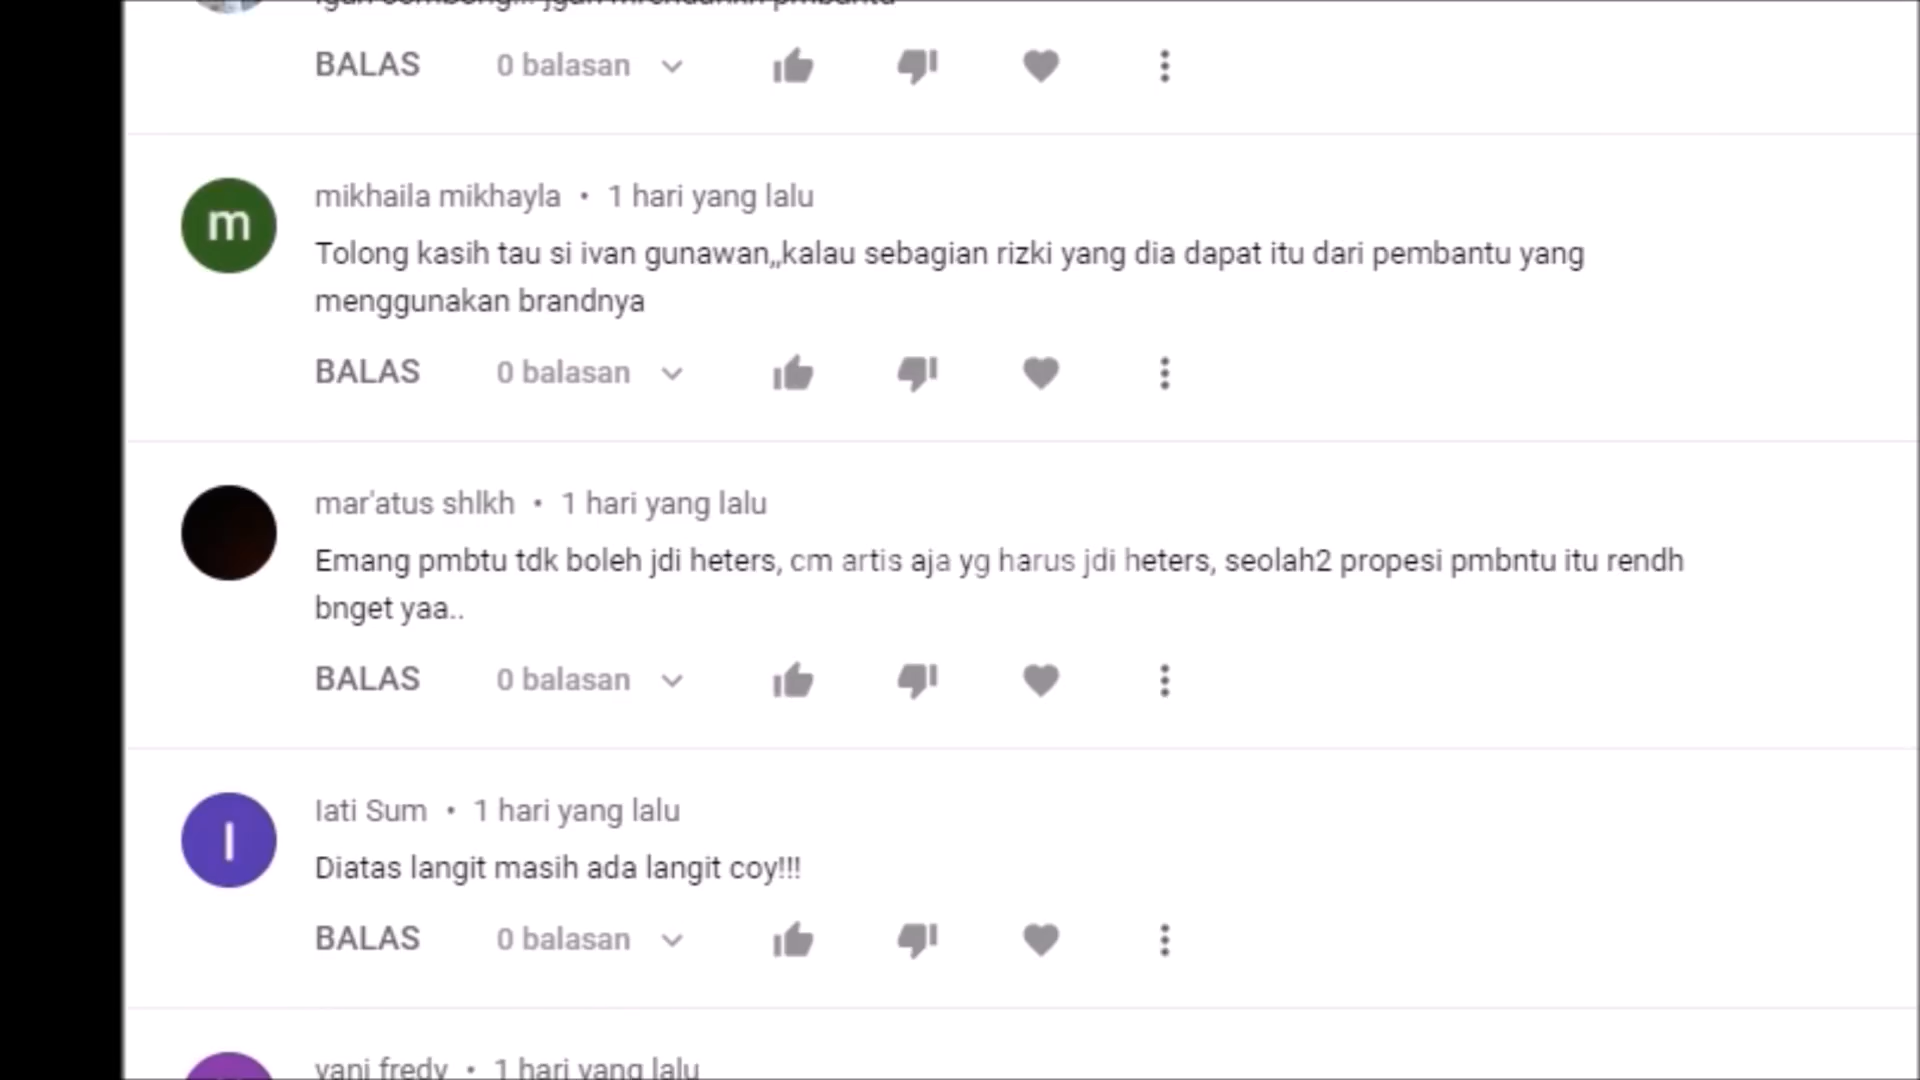 BALAS 0 balasan
mikhaila mikhayla • 1 hari yang lalu
Tolong kasih tau si ivan gunawan,,kalau sebagian rizki yang dia dapat itu dari pembantu yang
menggunakan brandnya
BALAS 0 balasan
mar'atus shlkh • 1 hari yang lalu
Emang pmbtu tdk boleh jdi heters, cm artis aja yg harus jdi heters, seolah2 propesi pmbntu itu rendh
bnget yaa..
BALAS 0 balasan
Iati Sum • 1 hari yang lalu
Diatas langit masih ada langit coy!!!
BALAS 0 balasan
yani fredy • 1 hari yang lalu